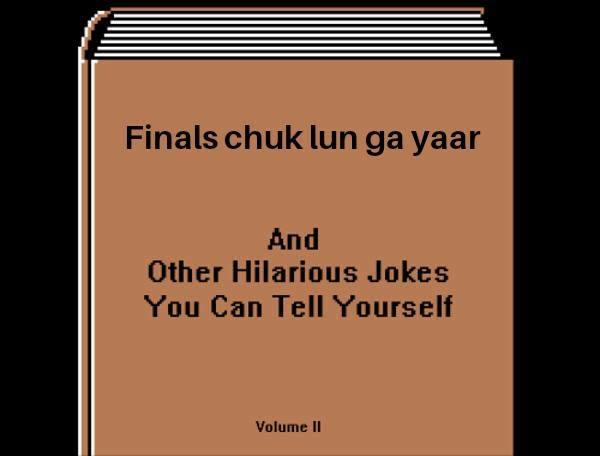 Finals chuk lun ga yaar
And
Other Hilarious Jokes
You Can Tell Yourself
Volume II